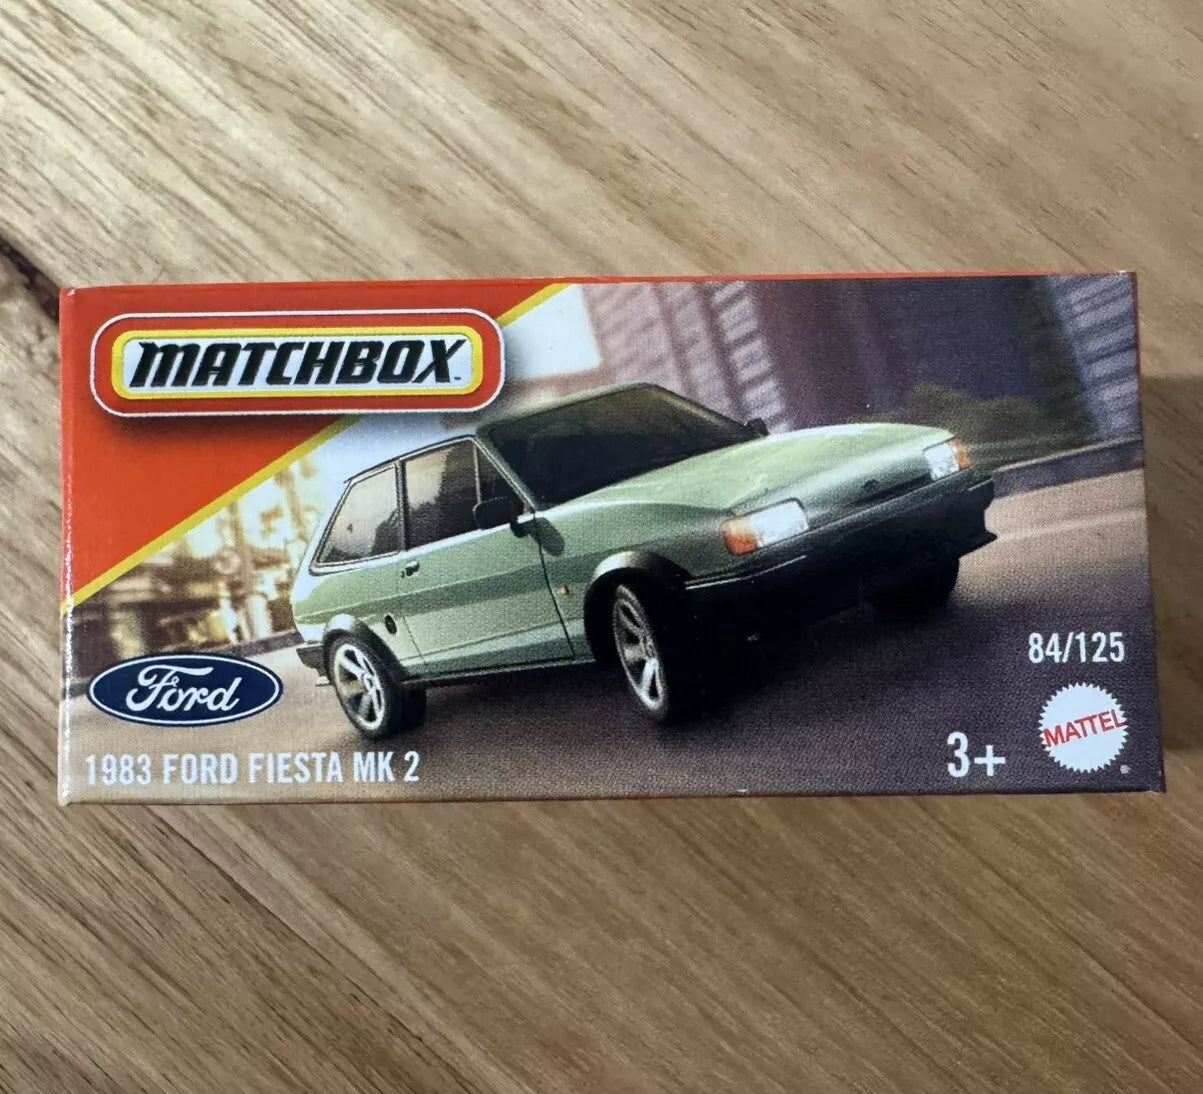 MATCHBOX
Ford
1983 FORD FIESTA MK 2
84/125
3+
MATTEL